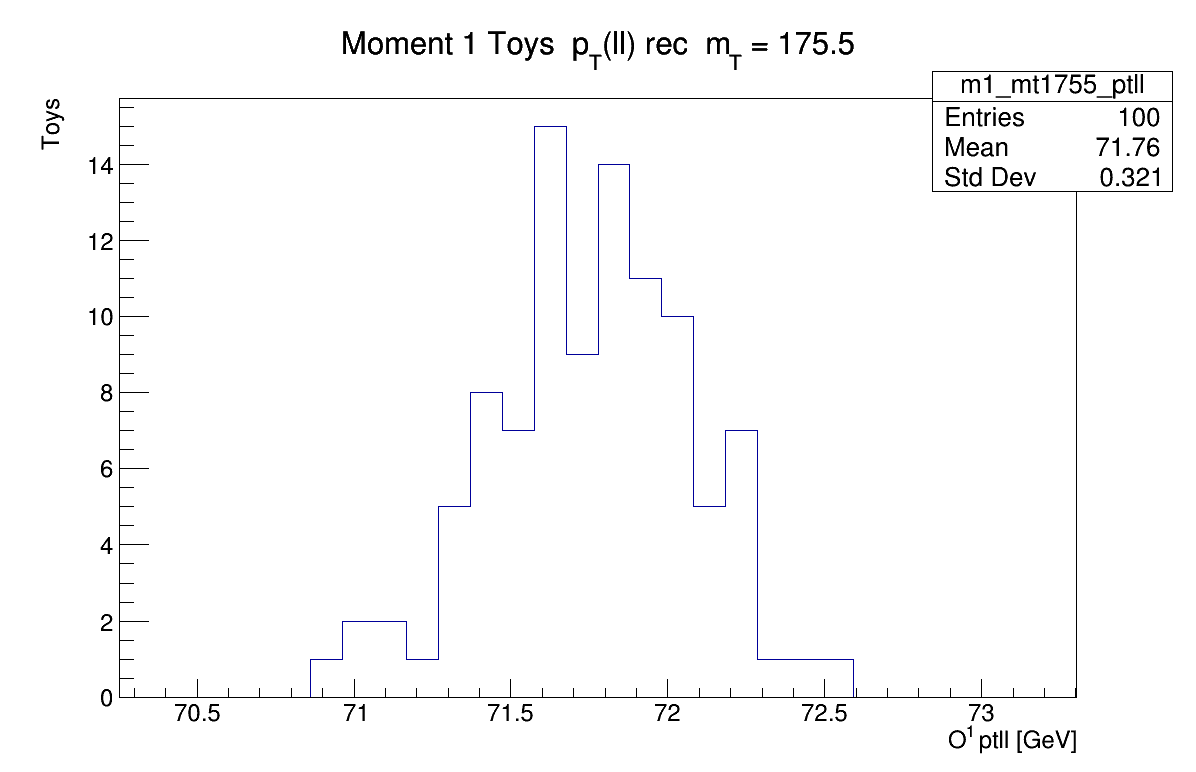 Moment 1 Toys p_T(ll) rec m_T = 175.5
m1_mt1755_ptll
Entries 100
Mean 71.76
Std Dev 0.321
Toys
14
12
10
8
6
4
2
0
70.5 71 71.5 72 72.5 73
O^1 ptll [GeV]